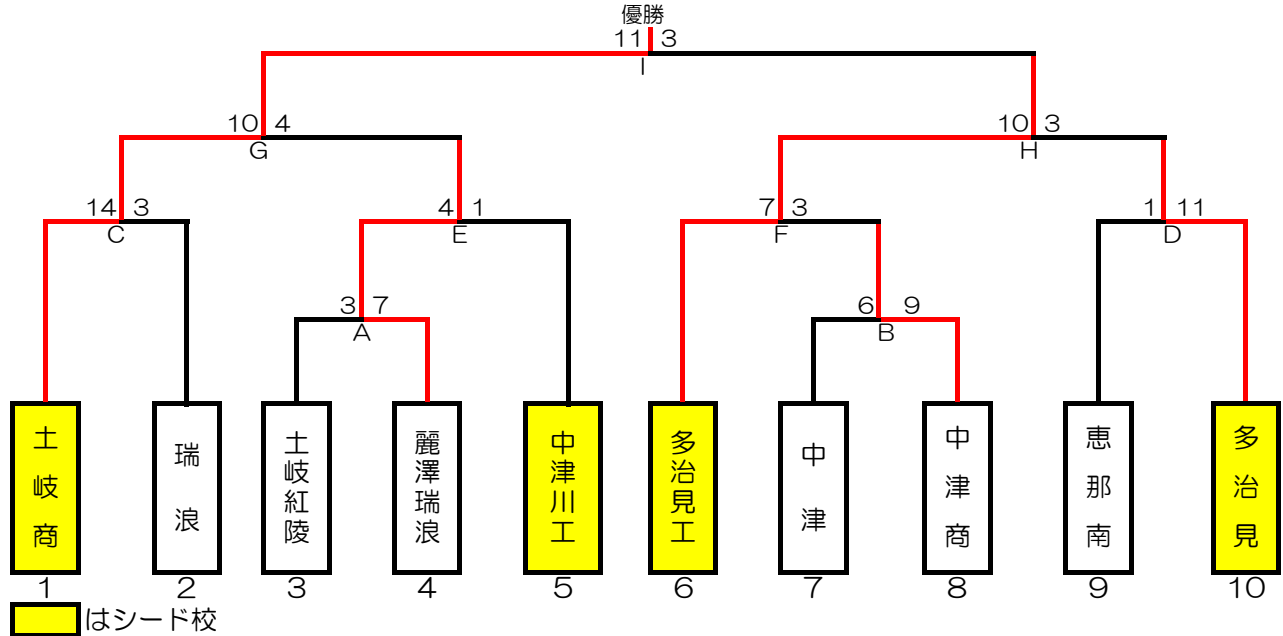 優勝
11 3
I
10 4
G
10 3
H
14 3
C
4 1
E
7 3
F
1 11
D
3 7
A
6 9
B
土岐商
瑞浪
土岐紅陵
麗澤瑞浪
中津川工
多治見工
中津
中津商
恵那南
多治見
1 2 3 4 5 6 7 8 9 10
はシード校